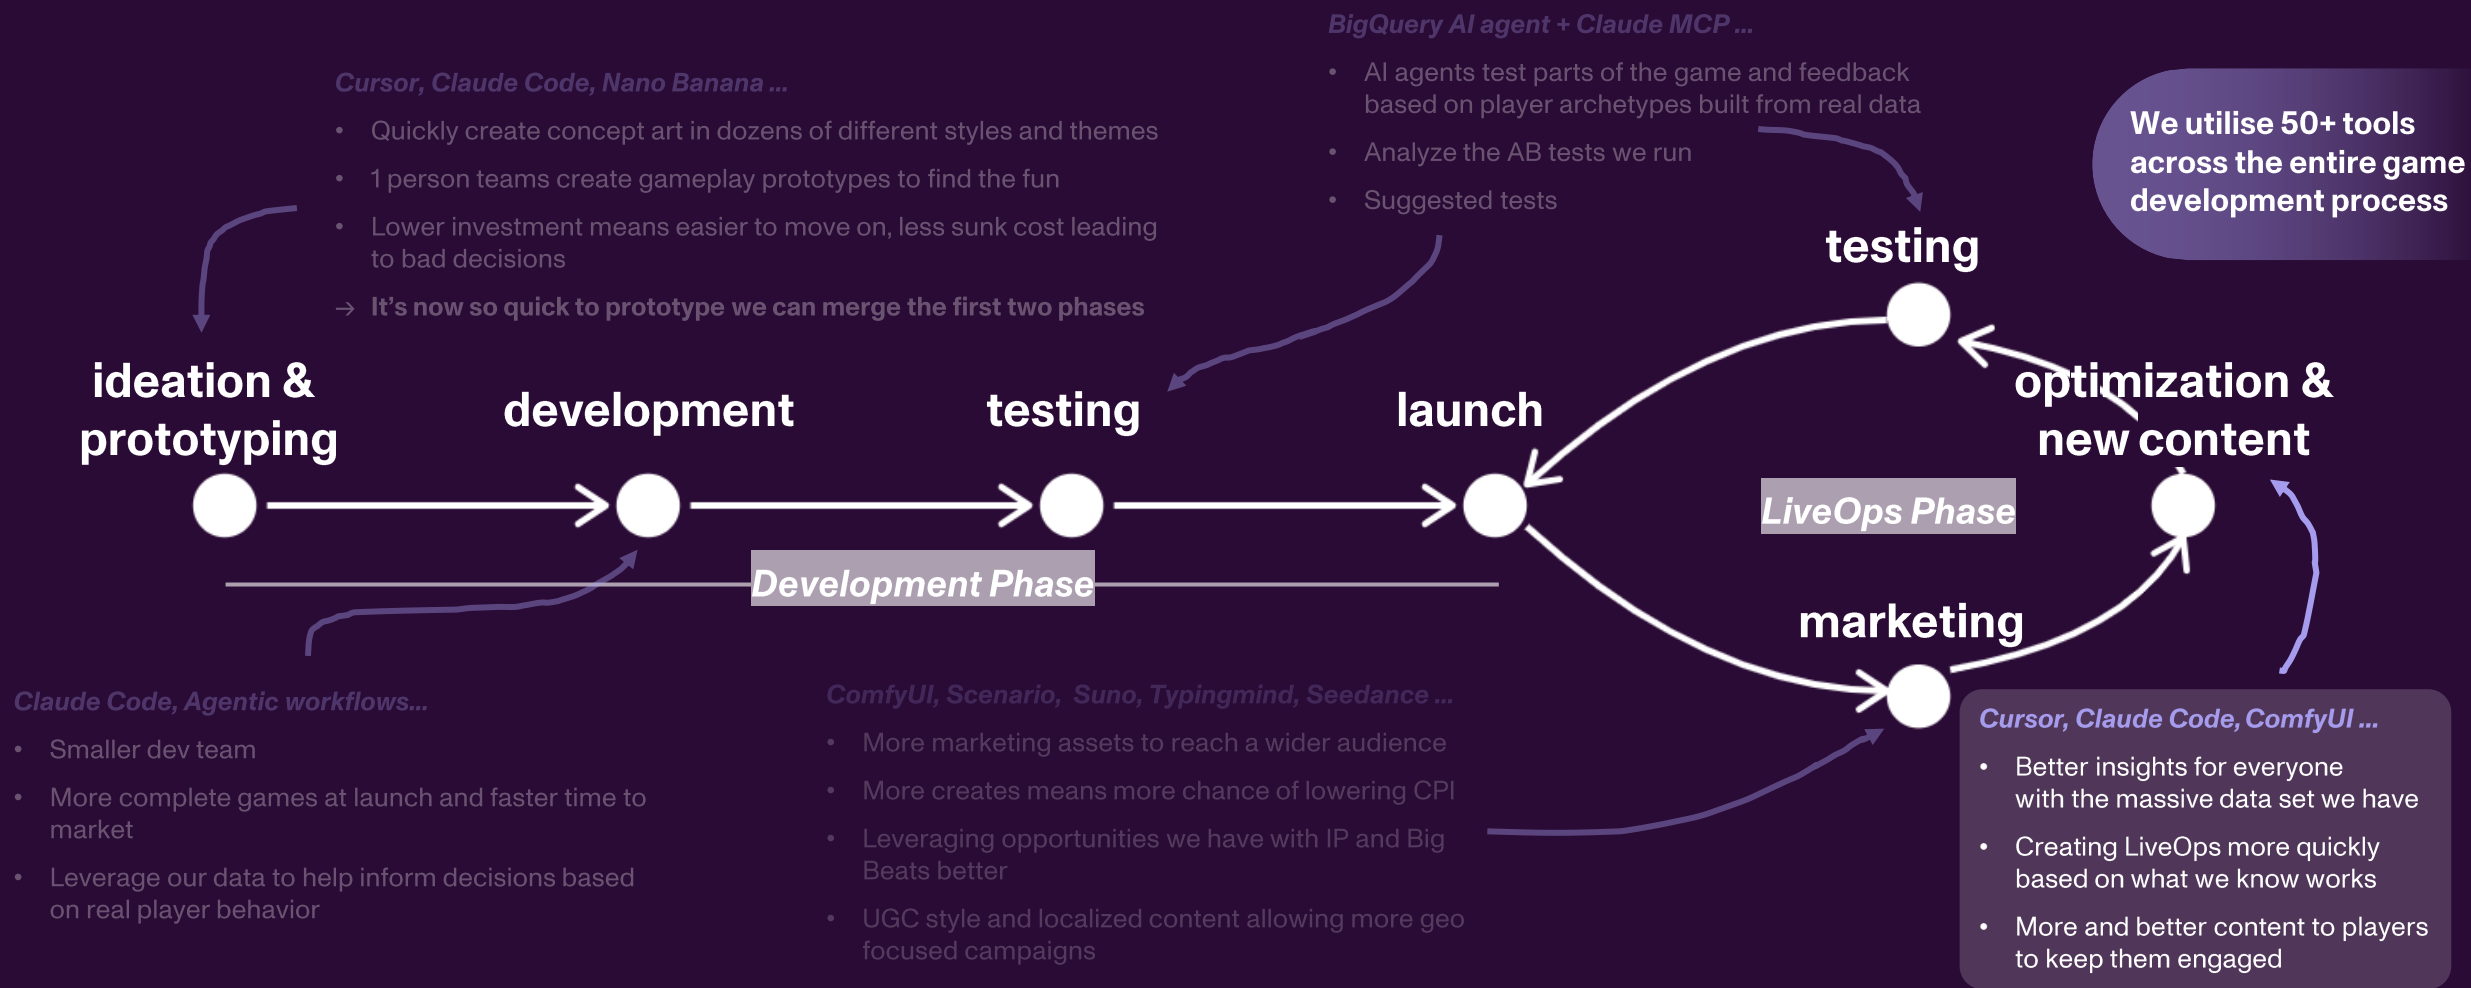 BigQuery AI agent + Claude MCP ...
• AI agents test parts of the game and feedback
based on player archetypes built from real data
• Analyze the AB tests we run
• Suggested tests
Cursor, Claude Code, Nano Banana ...
• Quickly create concept art in dozens of different styles and themes
• 1 person teams create gameplay prototypes to find the fun
• Lower investment means easier to move on, less sunk cost leading
to bad decisions
→ It's now so quick to prototype we can merge the first two phases
We utilise 50+ tools
across the entire game
development process
ideation &
prototyping
development
testing
launch
testing
optimization &
new content
LiveOps Phase
Development Phase
marketing
Claude Code, Agentic workflows...
• Smaller dev team
• More complete games at launch and faster time to
market
• Leverage our data to help inform decisions based
on real player behavior
ComfyUI, Scenario, Suno, Typingmind, Seedance ...
• More marketing assets to reach a wider audience
• More creates means more chance of lowering CPI
• Leveraging opportunities we have with IP and Big
Beats better
• UGC style and localized content allowing more geo
focused campaigns
Cursor, Claude Code, ComfyUI ...
• Better insights for everyone
with the massive data set we have
• Creating LiveOps more quickly
based on what we know works
• More and better content to players
to keep them engaged